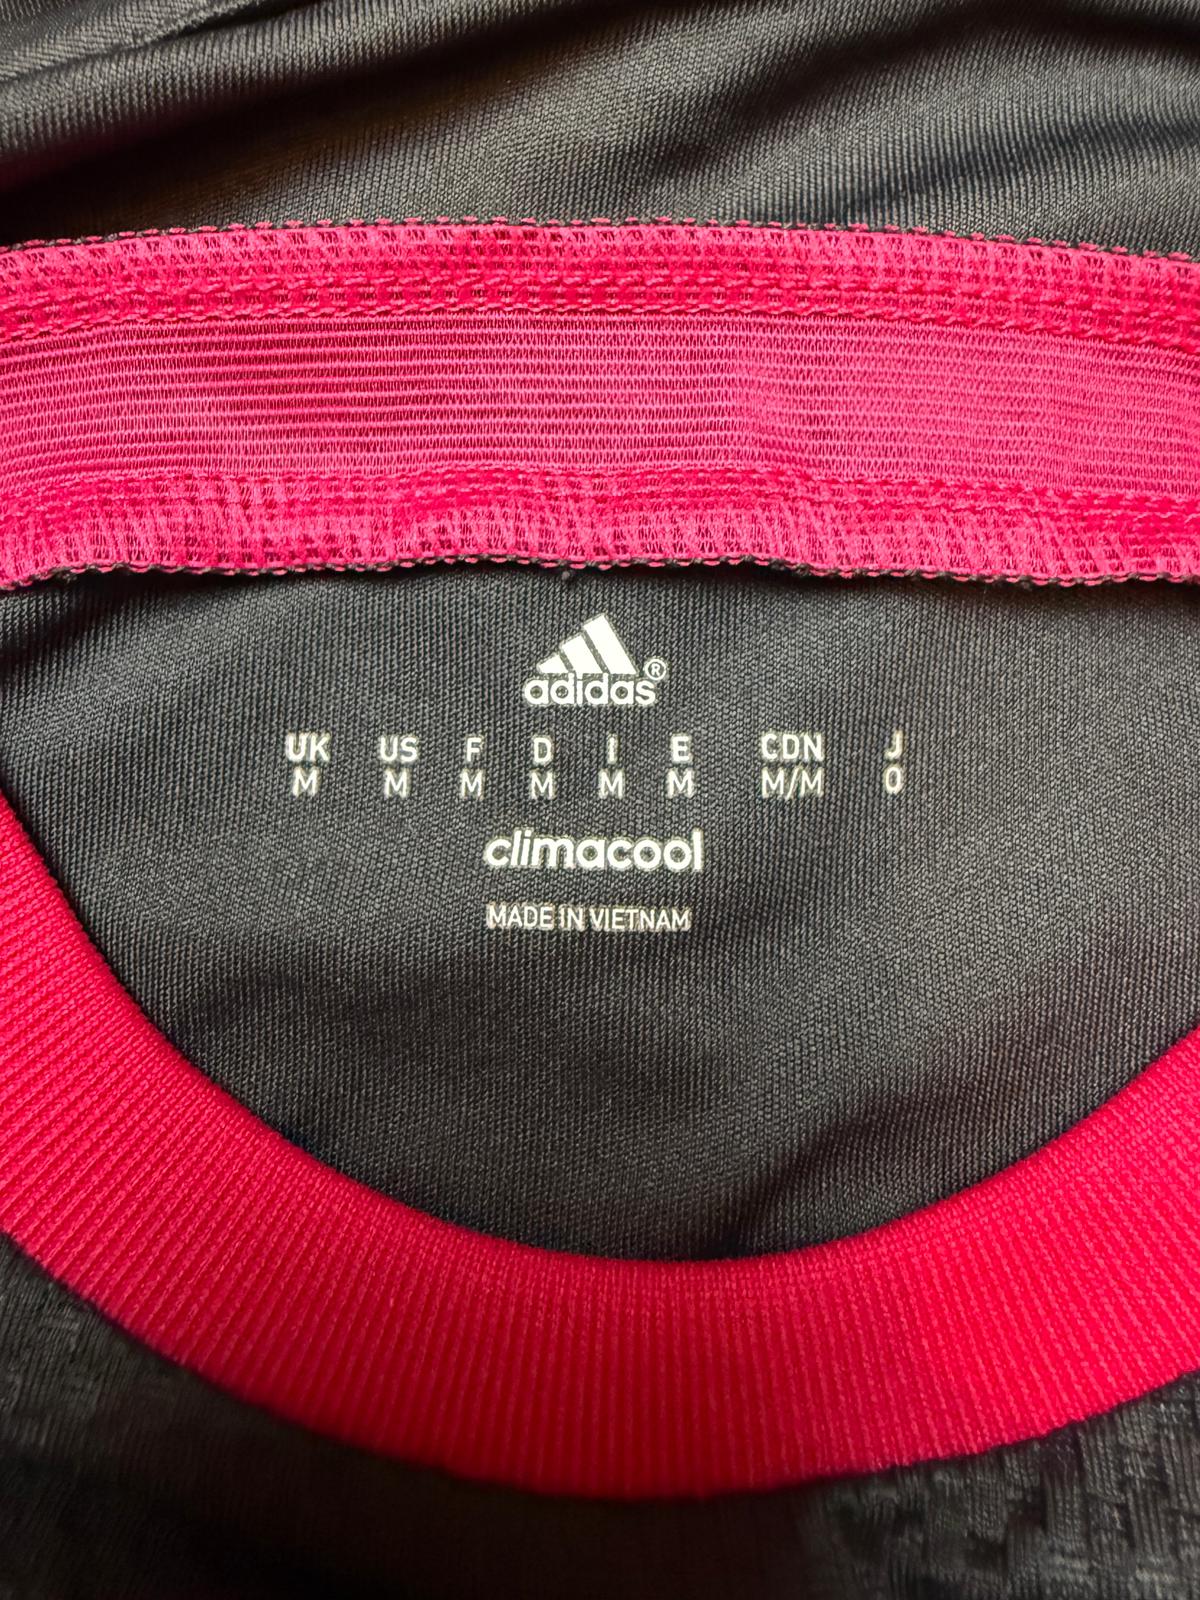 adidas®
UK US F D I E CDN J
M M M M M M M/M O
climacool
MADE IN VIETNAM